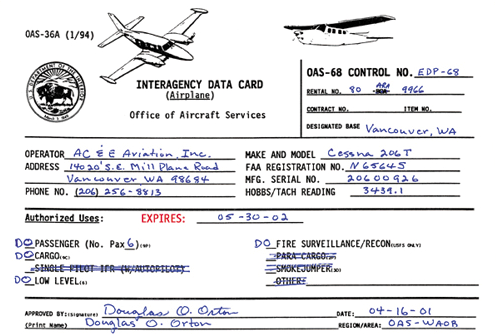 OAS-36A (1/94)
U.S. DEPARTMENT OF THE INTERIOR
March 3, 1849
INTERAGENCY DATA CARD
(Airplane)
Office of Aircraft Services
OAS-68 CONTROL NO. EDP-68
RENTAL NO. 80 BOA ARA 9966
CONTRACT NO. ITEM NO.
DESIGNATED BASE Vancouver, WA
OPERATOR AC & E Aviation, Inc.
ADDRESS 14020 S.E. Mill Plane Road
Vancouver WA 98684
PHONE NO. (206) 256-8813
MAKE AND MODEL Cessna 206T
FAA REGISTRATION NO. N65645
MFG. SERIAL NO. 20600926
HOBBS/TACH READING 3439.1
Authorized Uses: EXPIRES: 05-30-02
DO PASSENGER (No. Pax 6)
DO CARGO
SINGLE PILOT IFR (W/AUTOPILOT)
DO LOW LEVEL
DO FIRE SURVEILLANCE/RECON (USFS ONLY)
PARA-CARGO
SMOKEJUMPER
OTHER
APPROVED BY: (Signature) Douglas O. Orton
(Print Name) Douglas O. Orton
DATE: 04-16-01
REGION/AREA: OAS-WAOB